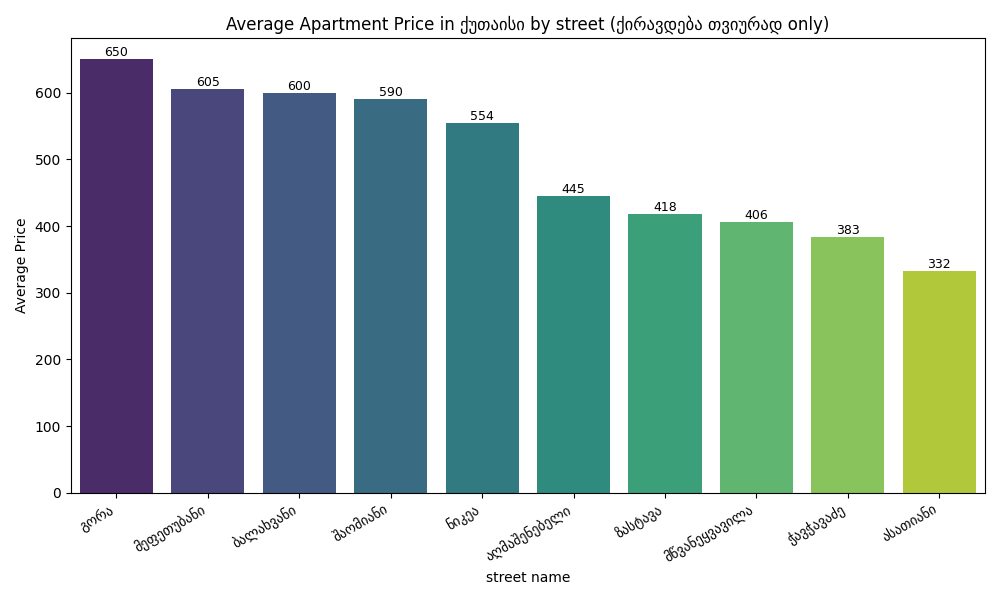 Average Apartment Price in ქუთაისი by street (ქირავდება თვიურად only)
650
605
600
590
554
445
418
406
383
332
Average Price
600
500
400
300
200
100
0
გორა
მეფეთუბანი
ბალახვანი
შაომიანი
ნიკეა
აღმაშენებელი
ზასტავა
მწვანეყვავილა
ჭავჭავაძე
ასათიანი
street name